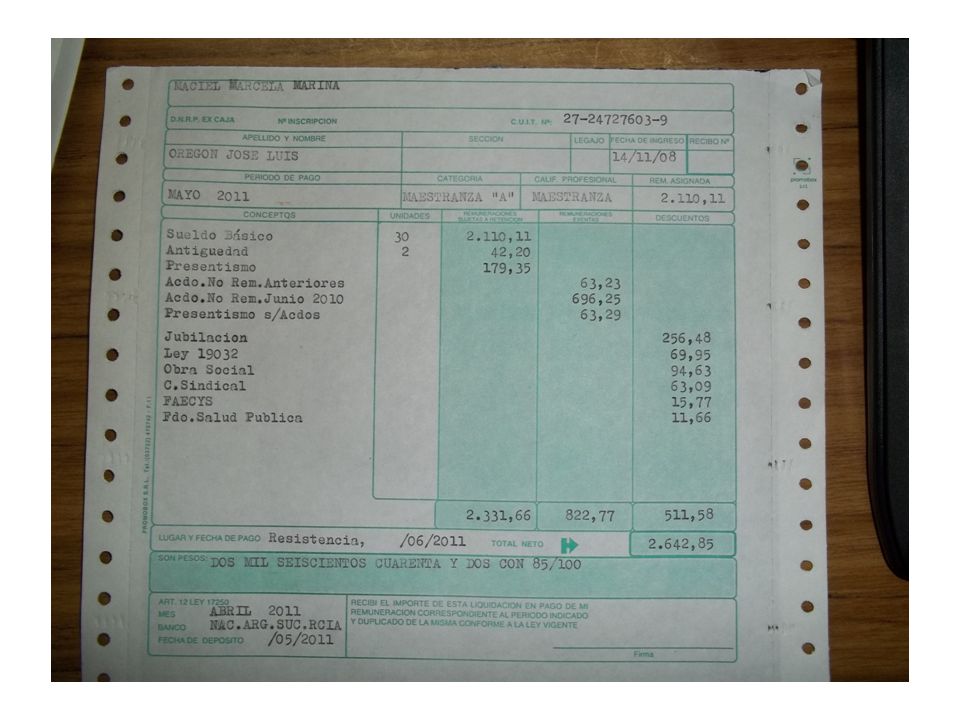 MACIEL MARCELA MARINA
D.N.R.P. EX CAJA Nº INSCRIPCION C.U.I.T. Nº: 27-24727603-9
APELLIDO Y NOMBRE SECCION LEGAJO FECHA DE INGRESO RECIBO Nº
OREGON JOSE LUIS 14/11/08
PERIODO DE PAGO CATEGORIA CALIF. PROFESIONAL REM. ASIGNADA
MAYO 2011 MAESTRANZA "A" MAESTRANZA 2.110,11
CONCEPTOS UNIDADES REMUNERACIONES SUJETAS A RETENCION REMUNERACIONES EXENTAS DESCUENTOS
Sueldo Básico 30 2.110,11
Antiguedad 2 42,20
Presentismo 179,35
Acdo.No Rem.Anteriores 63,23
Acdo.No Rem.Junio 2010 696,25
Presentismo s/Acdos 63,29
Jubilacion 256,48
Ley 19032 69,95
Obra Social 94,63
C.Sindical 63,09
FAECYS 15,77
Fdo.Salud Publica 11,66
2.331,66 822,77 511,58
LUGAR Y FECHA DE PAGO Resistencia, /06/2011 TOTAL NETO 2.642,85
SON PESOS: DOS MIL SEISCIENTOS CUARENTA Y DOS CON 85/100
ART. 12 LEY 17250
MES ABRIL 2011
BANCO NAC.ARG.SUC.RCIA
FECHA DE DEPOSITO /05/2011
RECIBI EL IMPORTE DE ESTA LIQUIDACION EN PAGO DE MI
REMUNERACION CORRESPONDIENTE AL PERIODO INDICADO
Y DUPLICADO DE LA MISMA CONFORME A LA LEY VIGENTE
Firma
promobox
PROMOBOX S.R.L. Tel.